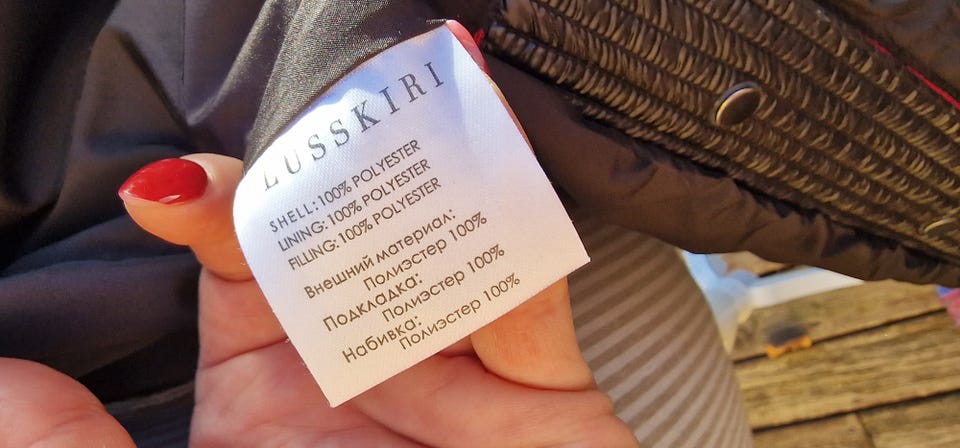 LUSSKIRI
SHELL: 100% POLYESTER
LINING: 100% POLYESTER
FILLING: 100% POLYESTER
Внешний материал:
Полиэстер 100%
Подкладка:
Полиэстер 100%
Набивка:
Полиэстер 100%